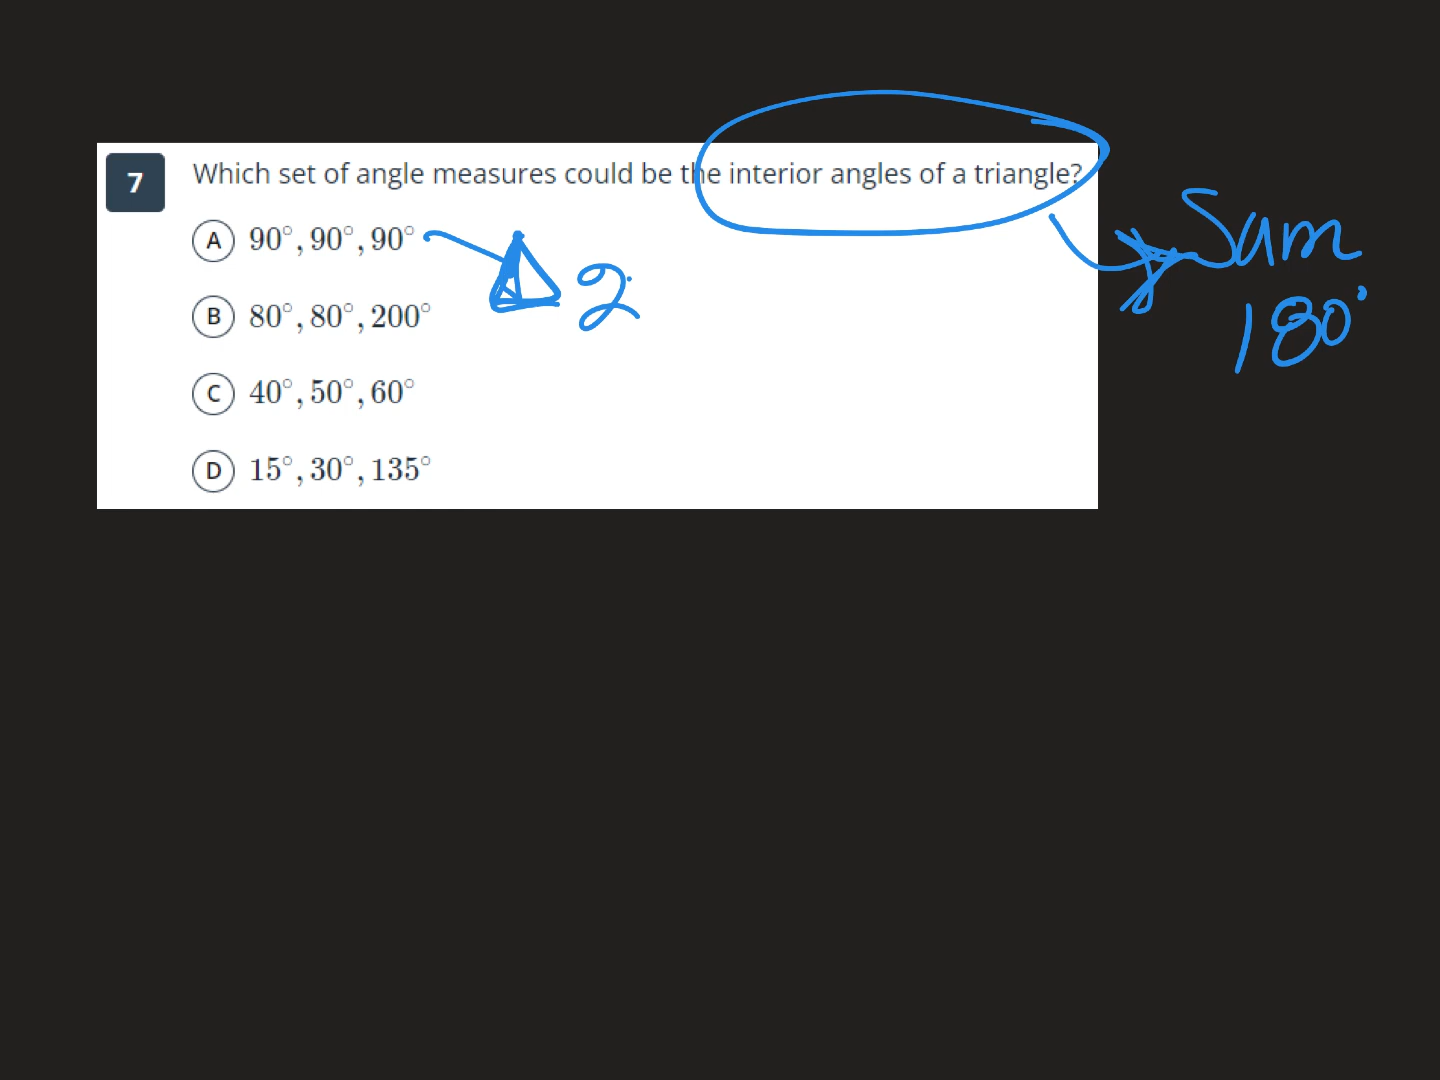 7 Which set of angle measures could be the interior angles of a triangle?
A 90°, 90°, 90°
B 80°, 80°, 200°
C 40°, 50°, 60°
D 15°, 30°, 135°
2
Sum
180°